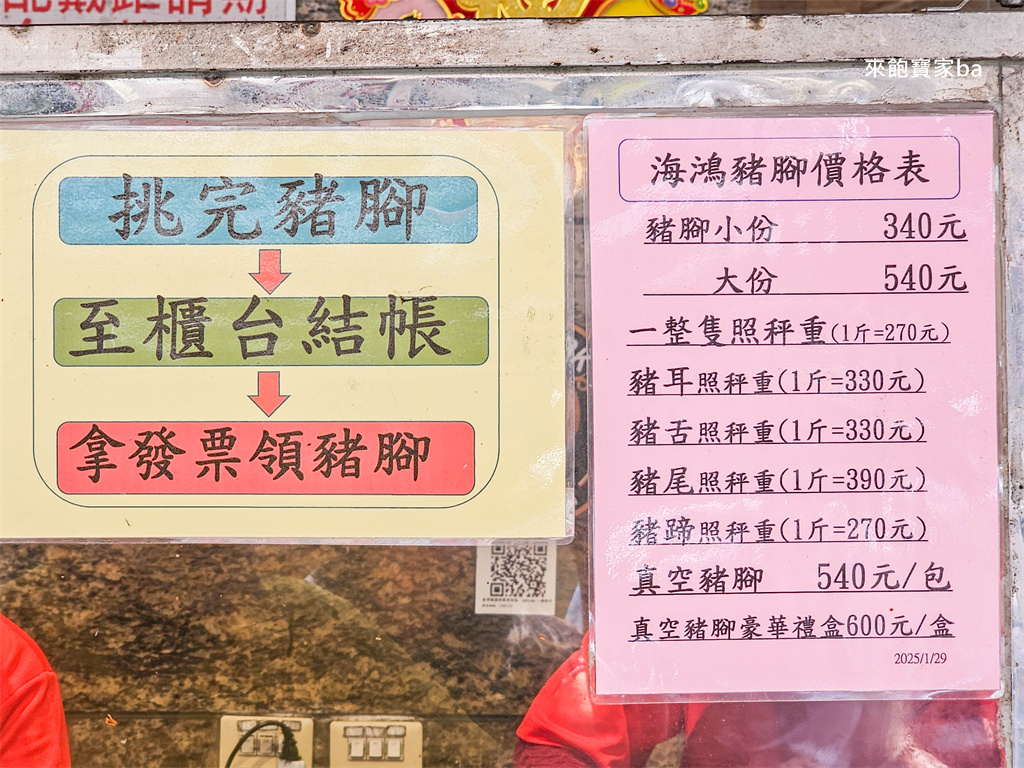 來飽寶家ba
挑完豬腳
至櫃台結帳
拿發票領豬腳
海鴻豬腳價格表
豬腳小份 340元
大份 540元
一整隻照秤重(1斤=270元)
豬耳照秤重(1斤=330元)
豬舌照秤重(1斤=330元)
豬尾照秤重(1斤=390元)
豬蹄照秤重(1斤=270元)
真空豬腳 540元/包
真空豬腳豪華禮盒600元/盒
2025/1/29